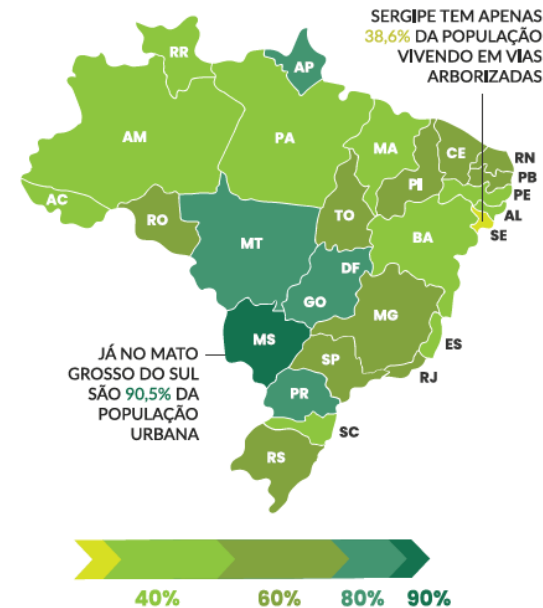 SERGIPE TEM APENAS
38,6% DA POPULAÇÃO
VIVENDO EM VIAS
ARBORIZADAS
RR
AP
AM
PA
MA
CE
RN
PB
PE
AL
SE
PI
AC
RO
TO
BA
MT
DF
GO
MG
ES
MS
SP
RJ
PR
SC
RS
JÁ NO MATO
GROSSO DO SUL
SÃO 90,5% DA
POPULAÇÃO
URBANA
40% 60% 80% 90%